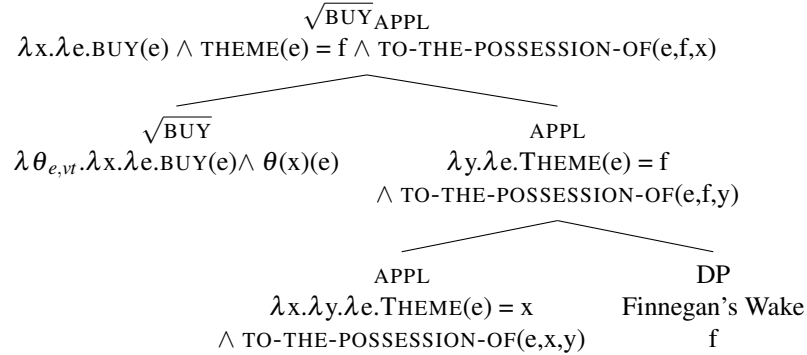 √BUY APPL
λx.λe.BUY(e) ∧ THEME(e) = f ∧ TO-THE-POSSESSION-OF(e,f,x)
√BUY
λθe,vt.λx.λe.BUY(e)∧ θ(x)(e)
APPL
λy.λe.THEME(e) = f
∧ TO-THE-POSSESSION-OF(e,f,y)
APPL
λx.λy.λe.THEME(e) = x
∧ TO-THE-POSSESSION-OF(e,x,y)
DP
Finnegan's Wake
f